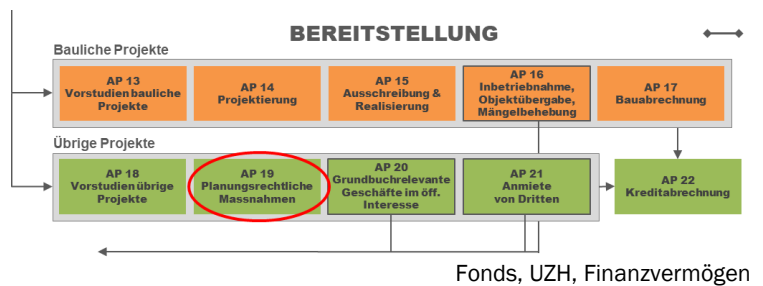 BEREITSTELLUNG
Bauliche Projekte
AP 13
Vorstudien bauliche
Projekte
AP 14
Projektierung
AP 15
Ausschreibung &
Realisierung
AP 16
Inbetriebnahme,
Objektübergabe,
Mängelbehebung
AP 17
Bauabrechnung
Übrige Projekte
AP 18
Vorstudien übrige
Projekte
AP 19
Planungsrechtliche
Massnahmen
AP 20
Grundbuchrelevante
Geschäfte im öff.
Interesse
AP 21
Anmiete
von Dritten
AP 22
Kreditabrechnung
Fonds, UZH, Finanzvermögen